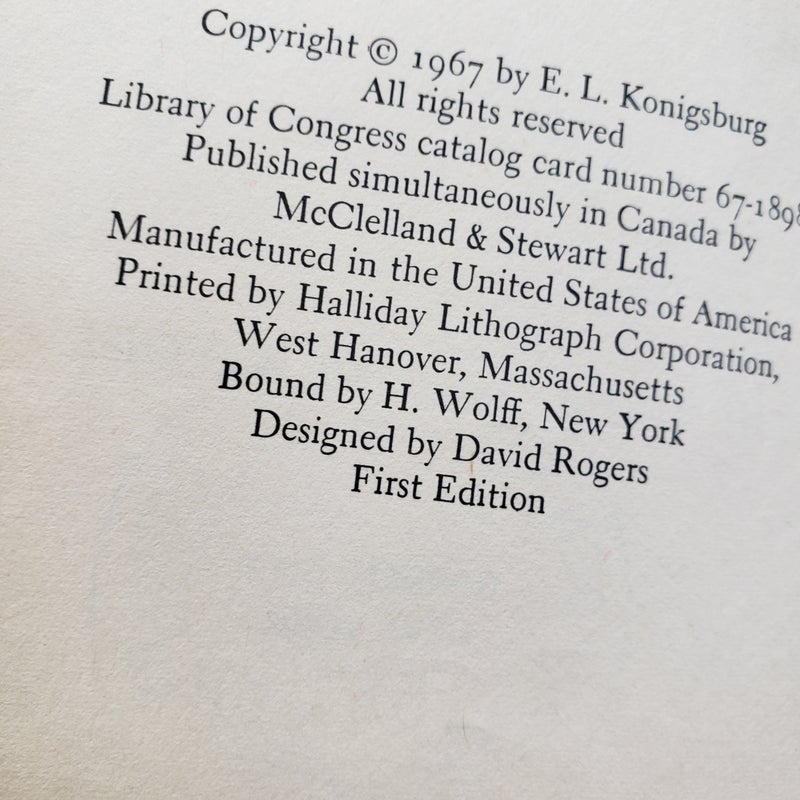 Copyright © 1967 by E. L. Konigsburg
All rights reserved
Library of Congress catalog card number 67-1898
Published simultaneously in Canada by
McClelland & Stewart Ltd.
Manufactured in the United States of America
Printed by Halliday Lithograph Corporation,
West Hanover, Massachusetts
Bound by H. Wolff, New York
Designed by David Rogers
First Edition